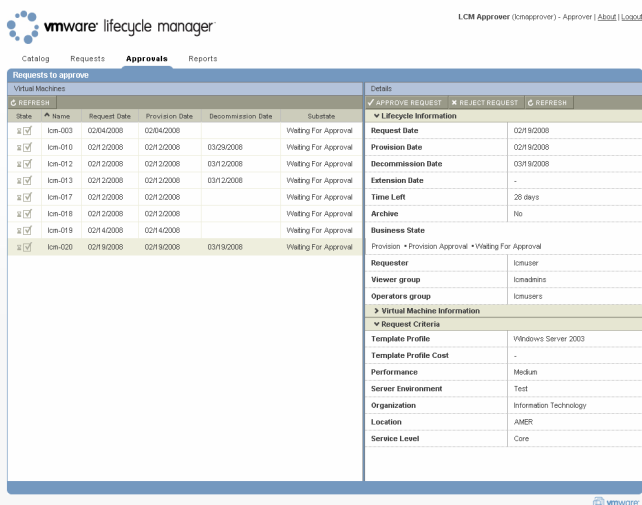 vmware lifecycle manager
LCM Approver (lcmapprover) - Approver | About | Logout
Catalog Requests Approvals Reports
Requests to approve
Virtual Machines
REFRESH
State Name Request Date Provision Date Decommission Date Substate
lcm-003 02/04/2008 02/04/2008 Waiting For Approval
lcm-010 02/12/2008 02/12/2008 03/29/2008 Waiting For Approval
lcm-012 02/12/2008 02/12/2008 03/12/2008 Waiting For Approval
lcm-013 02/12/2008 02/12/2008 03/12/2008 Waiting For Approval
lcm-017 02/12/2008 02/12/2008 Waiting For Approval
lcm-018 02/12/2008 02/12/2008 Waiting For Approval
lcm-019 02/14/2008 02/14/2008 Waiting For Approval
lcm-020 02/19/2008 02/19/2008 03/19/2008 Waiting For Approval
Details
APPROVE REQUEST REJECT REQUEST REFRESH
Lifecycle Information
Request Date 02/19/2008
Provision Date 02/19/2008
Decommission Date 03/19/2008
Extension Date -
Time Left 28 days
Archive No
Business State
Provision • Provision Approval • Waiting For Approval
Requester lcmuser
Viewer group lcmadmins
Operators group lcmusers
Virtual Machine Information
Request Criteria
Template Profile Windows Server 2003
Template Profile Cost -
Performance Medium
Server Environment Test
Organization Information Technology
Location AMER
Service Level Core
vmware